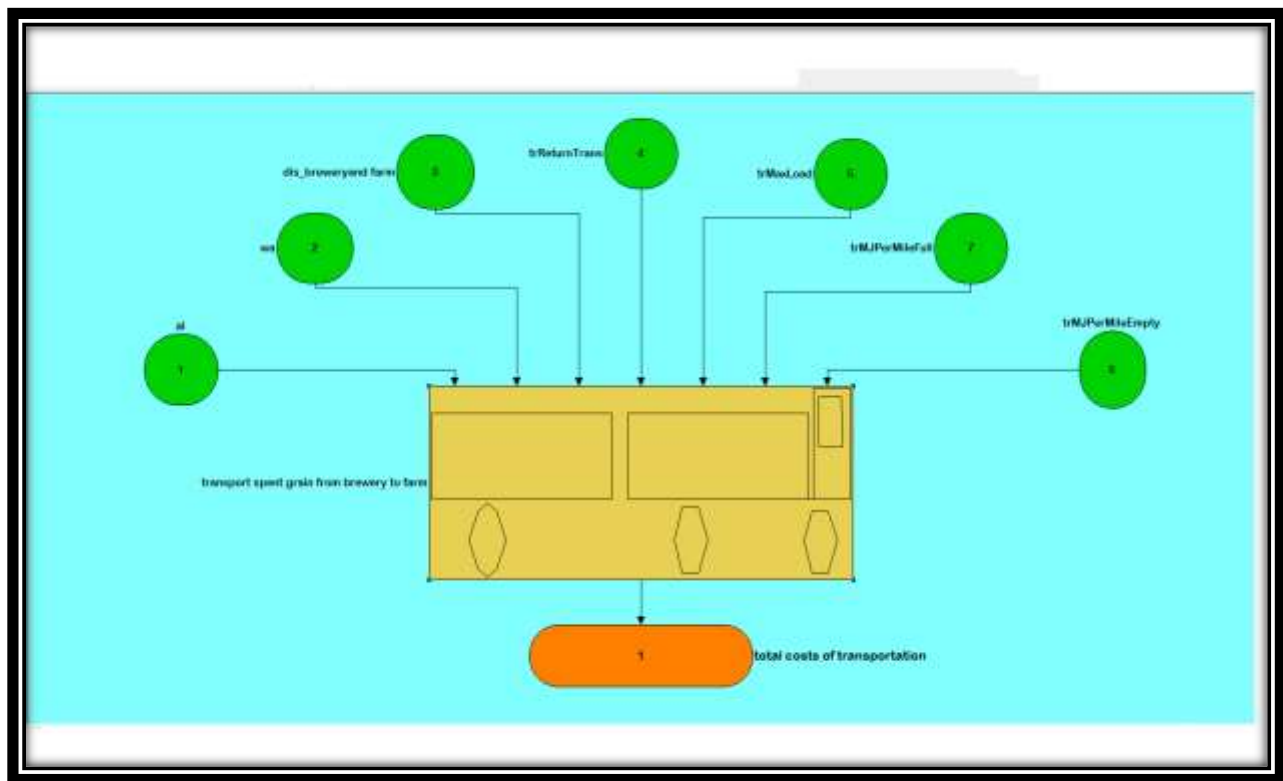 trReturnTrans
4
dis_breweryand farm
3
trMaxLoad
5
2
trMJPerMileFull
7
al
1
trMJPerMileEmpty
transport spent grain from brewery to farm
1
total costs of transportation